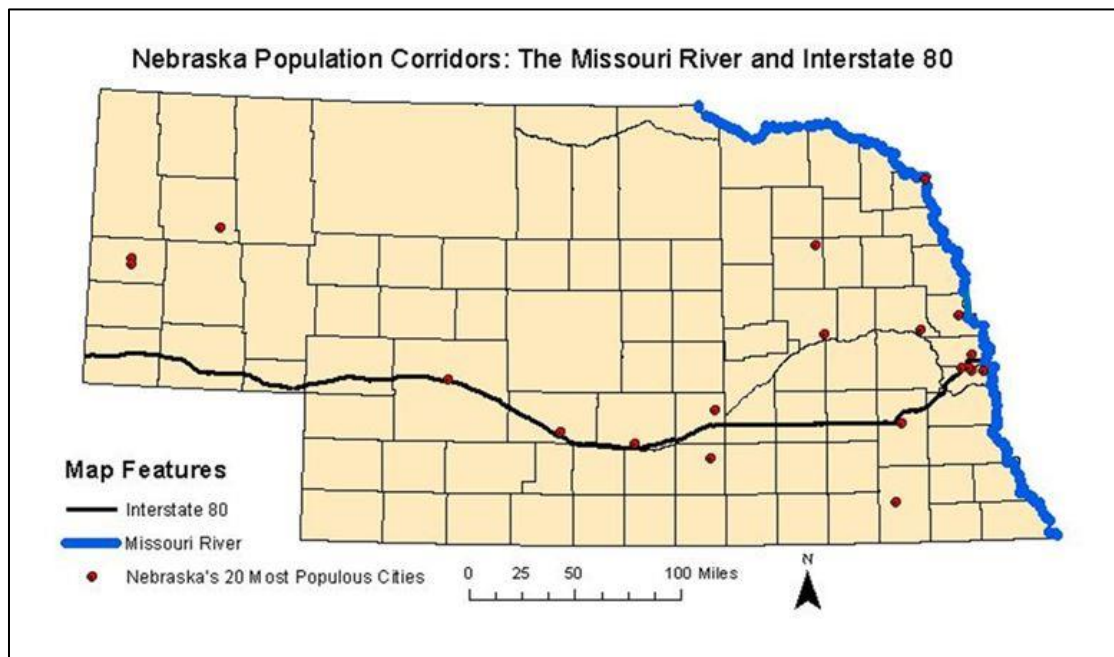 Nebraska Population Corridors: The Missouri River and Interstate 80
Map Features
Interstate 80
Missouri River
Nebraska's 20 Most Populous Cities
0 25 50 100 Miles
N